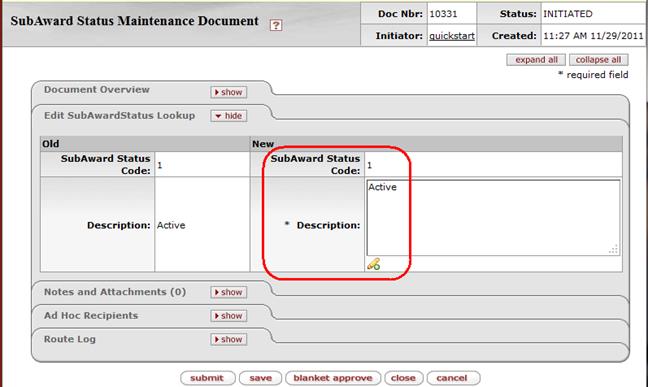 SubAward Status Maintenance Document ?
Doc Nbr: 10331 Status: INITIATED
Initiator: quickstart Created: 11:27 AM 11/29/2011
expand all collapse all
* required field
Document Overview show
Edit SubAwardStatus Lookup hide
Old New
SubAward Status Code: 1 SubAward Status Code: 1
Description: Active * Description: Active
Notes and Attachments (0) show
Ad Hoc Recipients show
Route Log show
submit save blanket approve close cancel